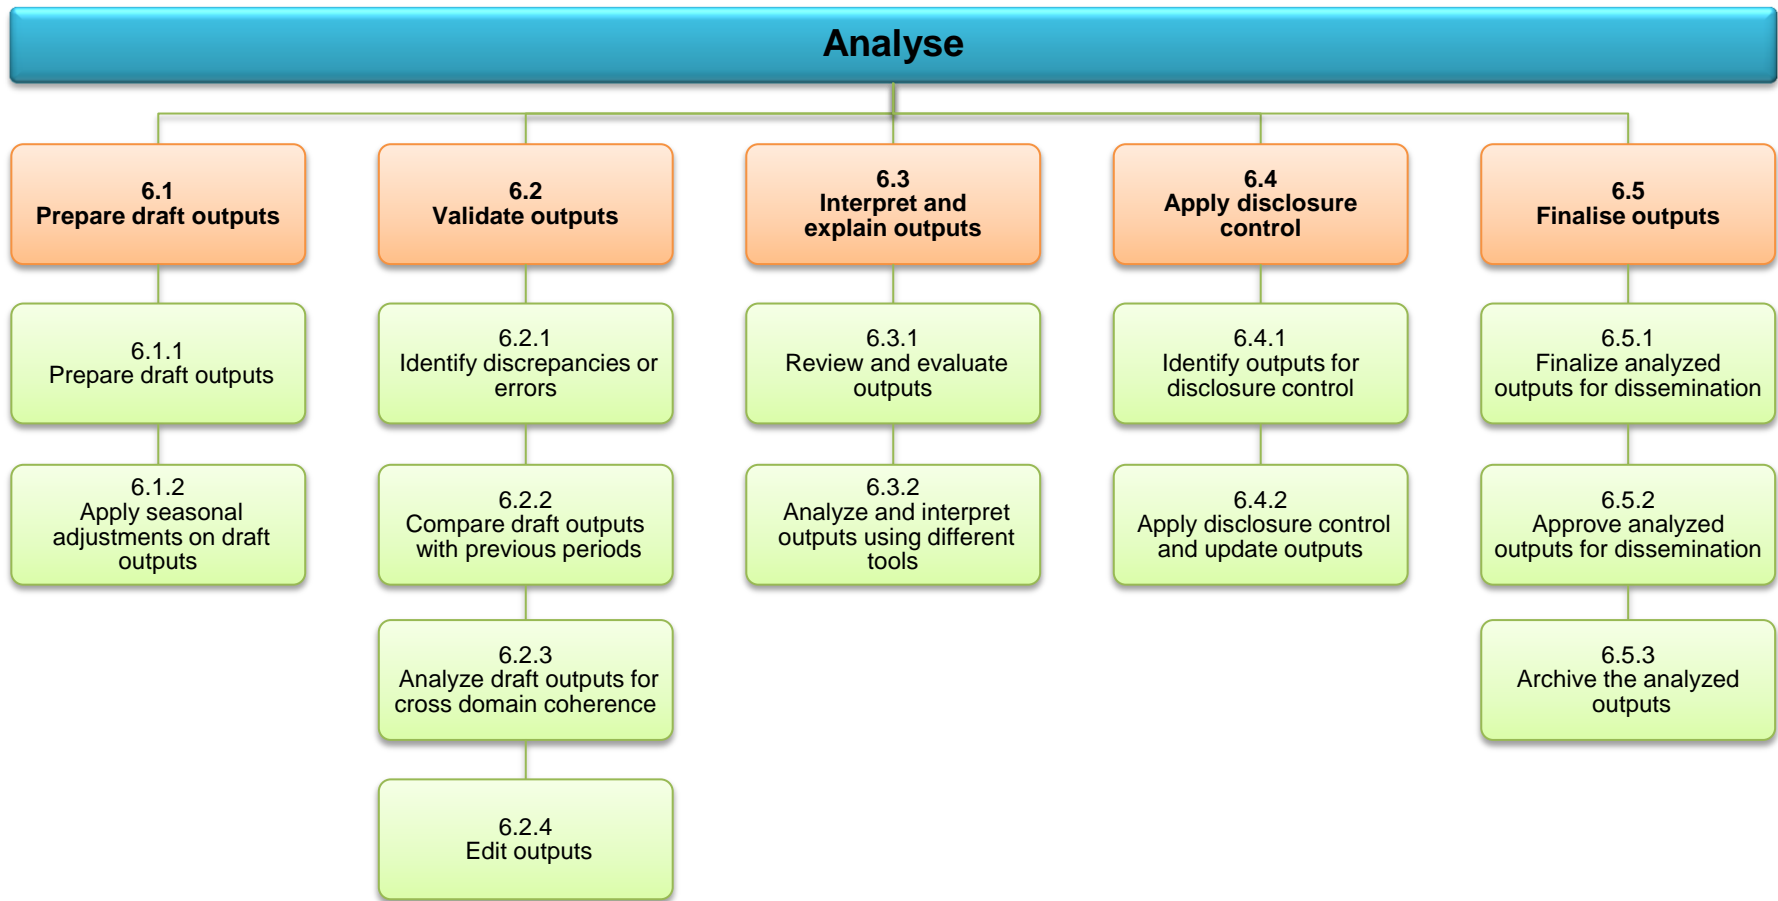 Analyse
6.1
Prepare draft outputs
6.2
Validate outputs
6.3
Interpret and
explain outputs
6.4
Apply disclosure
control
6.5
Finalise outputs
6.1.1
Prepare draft outputs
6.2.1
Identify discrepancies or
errors
6.3.1
Review and evaluate
outputs
6.4.1
Identify outputs for
disclosure control
6.5.1
Finalize analyzed
outputs for dissemination
6.1.2
Apply seasonal
adjustments on draft
outputs
6.2.2
Compare draft outputs
with previous periods
6.3.2
Analyze and interpret
outputs using different
tools
6.4.2
Apply disclosure control
and update outputs
6.5.2
Approve analyzed
outputs for dissemination
6.2.3
Analyze draft outputs for
cross domain coherence
6.5.3
Archive the analyzed
outputs
6.2.4
Edit outputs